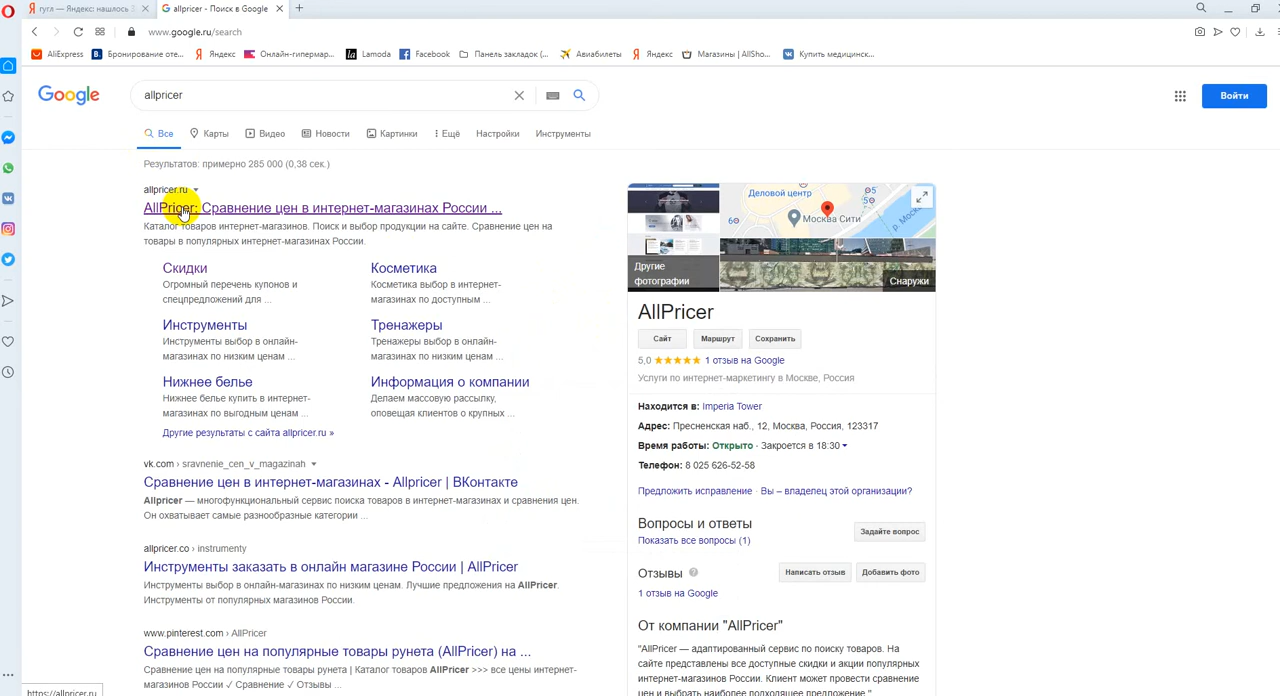 гугл — Яндекс: нашлось
allpricer - Поиск в Google
www.google.ru/search
AliExpress
Бронирование оте...
Яндекс
Онлайн-гипермар...
Lamoda
Facebook
Панель закладок (...
Авиабилеты
Яндекс
Магазины | AllSho...
Купить медицинск...
Google
allpricer
Войти
Все
Карты
Видео
Новости
Картинки
Ещё
Настройки
Инструменты
Результатов: примерно 285 000 (0,38 сек.)
allpricer.ru
AllPricer: Сравнение цен в интернет-магазинах России ...
Каталог товаров интернет-магазинов. Поиск и выбор продукции на сайте. Сравнение цен на
товары в популярных интернет-магазинах России.
Скидки
Огромный перечень купонов и
спецпредложений для ...
Косметика
Косметика выбор в интернет-
магазинах по доступным ...
Инструменты
Инструменты выбор в онлайн-
магазинах по низким ценам ...
Тренажеры
Тренажеры выбор в онлайн-
магазинах по низким ценам ...
Нижнее белье
Нижнее белье купить в интернет-
магазинах по выгодным ценам ...
Информация о компании
Делаем массовую рассылку,
оповещая клиентов о крупных ...
Другие результаты с сайта allpricer.ru »
vk.com › sravnenie_cen_v_magazinah
Сравнение цен в интернет-магазинах - Allpricer | ВКонтакте
Allpricer — многофункциональный сервис поиска товаров в интернет-магазинах и сравнения цен.
Он охватывает самые разнообразные категории ...
allpricer.co › instrumenty
Инструменты заказать в онлайн магазине России | AllPricer
Инструменты выбор в онлайн-магазинах по низким ценам. Лучшие предложения на AllPricer.
Инструменты от популярных магазинов России.
www.pinterest.com › AllPricer
Сравнение цен на популярные товары рунета (AllPricer) на ...
Сравнение цен на популярные товары рунета | Каталог товаров AllPricer >>> все цены интернет-
магазинов России ✓ Сравнение ✓ Отзывы ...
https://allpricer.ru
Деловой центр
Москва Сити
Другие
фотографии
Снаружи
AllPricer
Сайт
Маршрут
Сохранить
5,0 ★★★★★ 1 отзыв на Google
Услуги по интернет-маркетингу в Москве, Россия
Находится в: Imperia Tower
Адрес: Пресненская наб., 12, Москва, Россия, 123317
Время работы: Открыто · Закроется в 18:30
Телефон: 8 025 626-52-58
Предложить исправление · Вы – владелец этой организации?
Вопросы и ответы
Показать все вопросы (1)
Задайте вопрос
Отзывы
Написать отзыв
Добавить фото
1 отзыв на Google
От компании "AllPricer"
"AllPricer — адаптированный сервис по поиску товаров. На
сайте представлены все доступные скидки и акции популярных
интернет-магазинов России. Клиент может провести сравнение
цен и выбрать наиболее подходящее предложение."